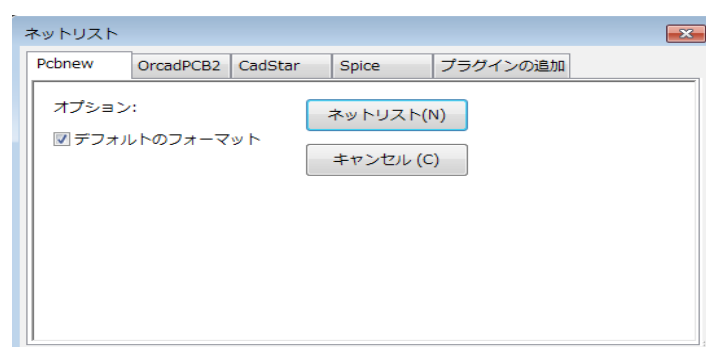 ネットリスト
Pcbnew OrcadPCB2 CadStar Spice プラグインの追加
オプション: ネットリスト(N)
デフォルトのフォーマット
キャンセル (C)